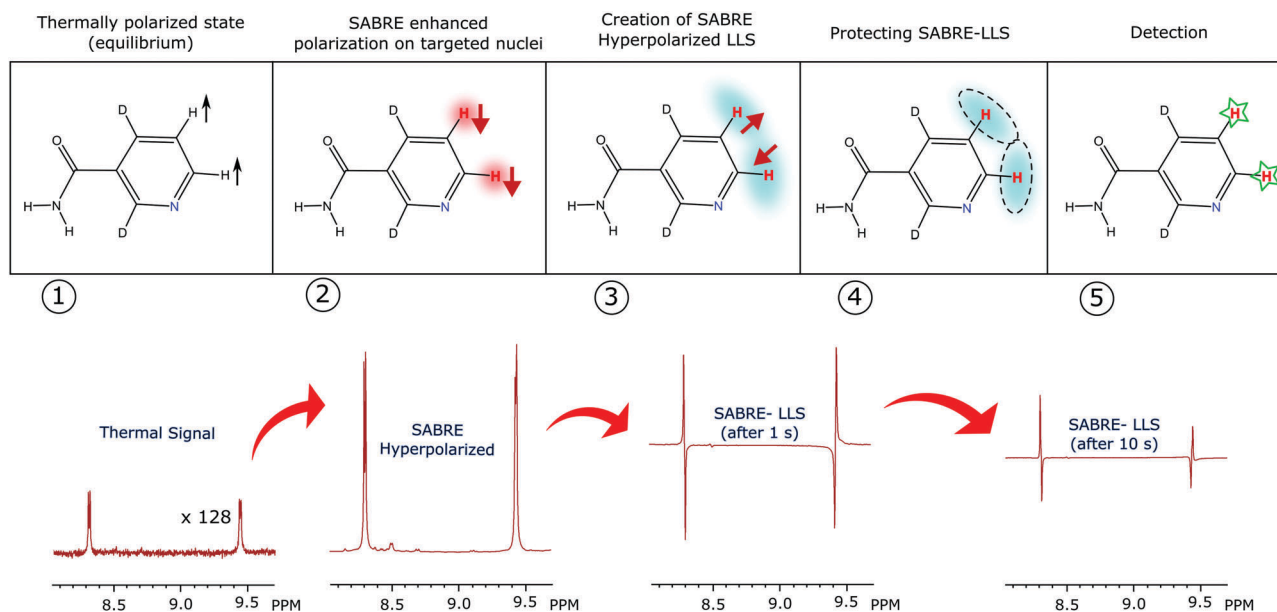 Thermally polarized state
(equilibrium)
SABRE enhanced
polarization on targeted nuclei
Creation of SABRE
Hyperpolarized LLS
Protecting SABRE-LLS
Detection
D
H
O
H
H
N
H
D
N
D
H
O
H
H
N
H
D
N
D
H
O
H
H
N
H
D
N
D
H
O
H
H
N
H
D
N
D
H
O
H
H
N
H
D
N
1
2
3
4
5
Thermal Signal
x 128
SABRE
Hyperpolarized
SABRE- LLS
(after 1 s)
SABRE- LLS
(after 10 s)
8.5 9.0 9.5 PPM
8.5 9.0 9.5 PPM
8.5 9.0 9.5 PPM
8.5 9.0 9.5 PPM